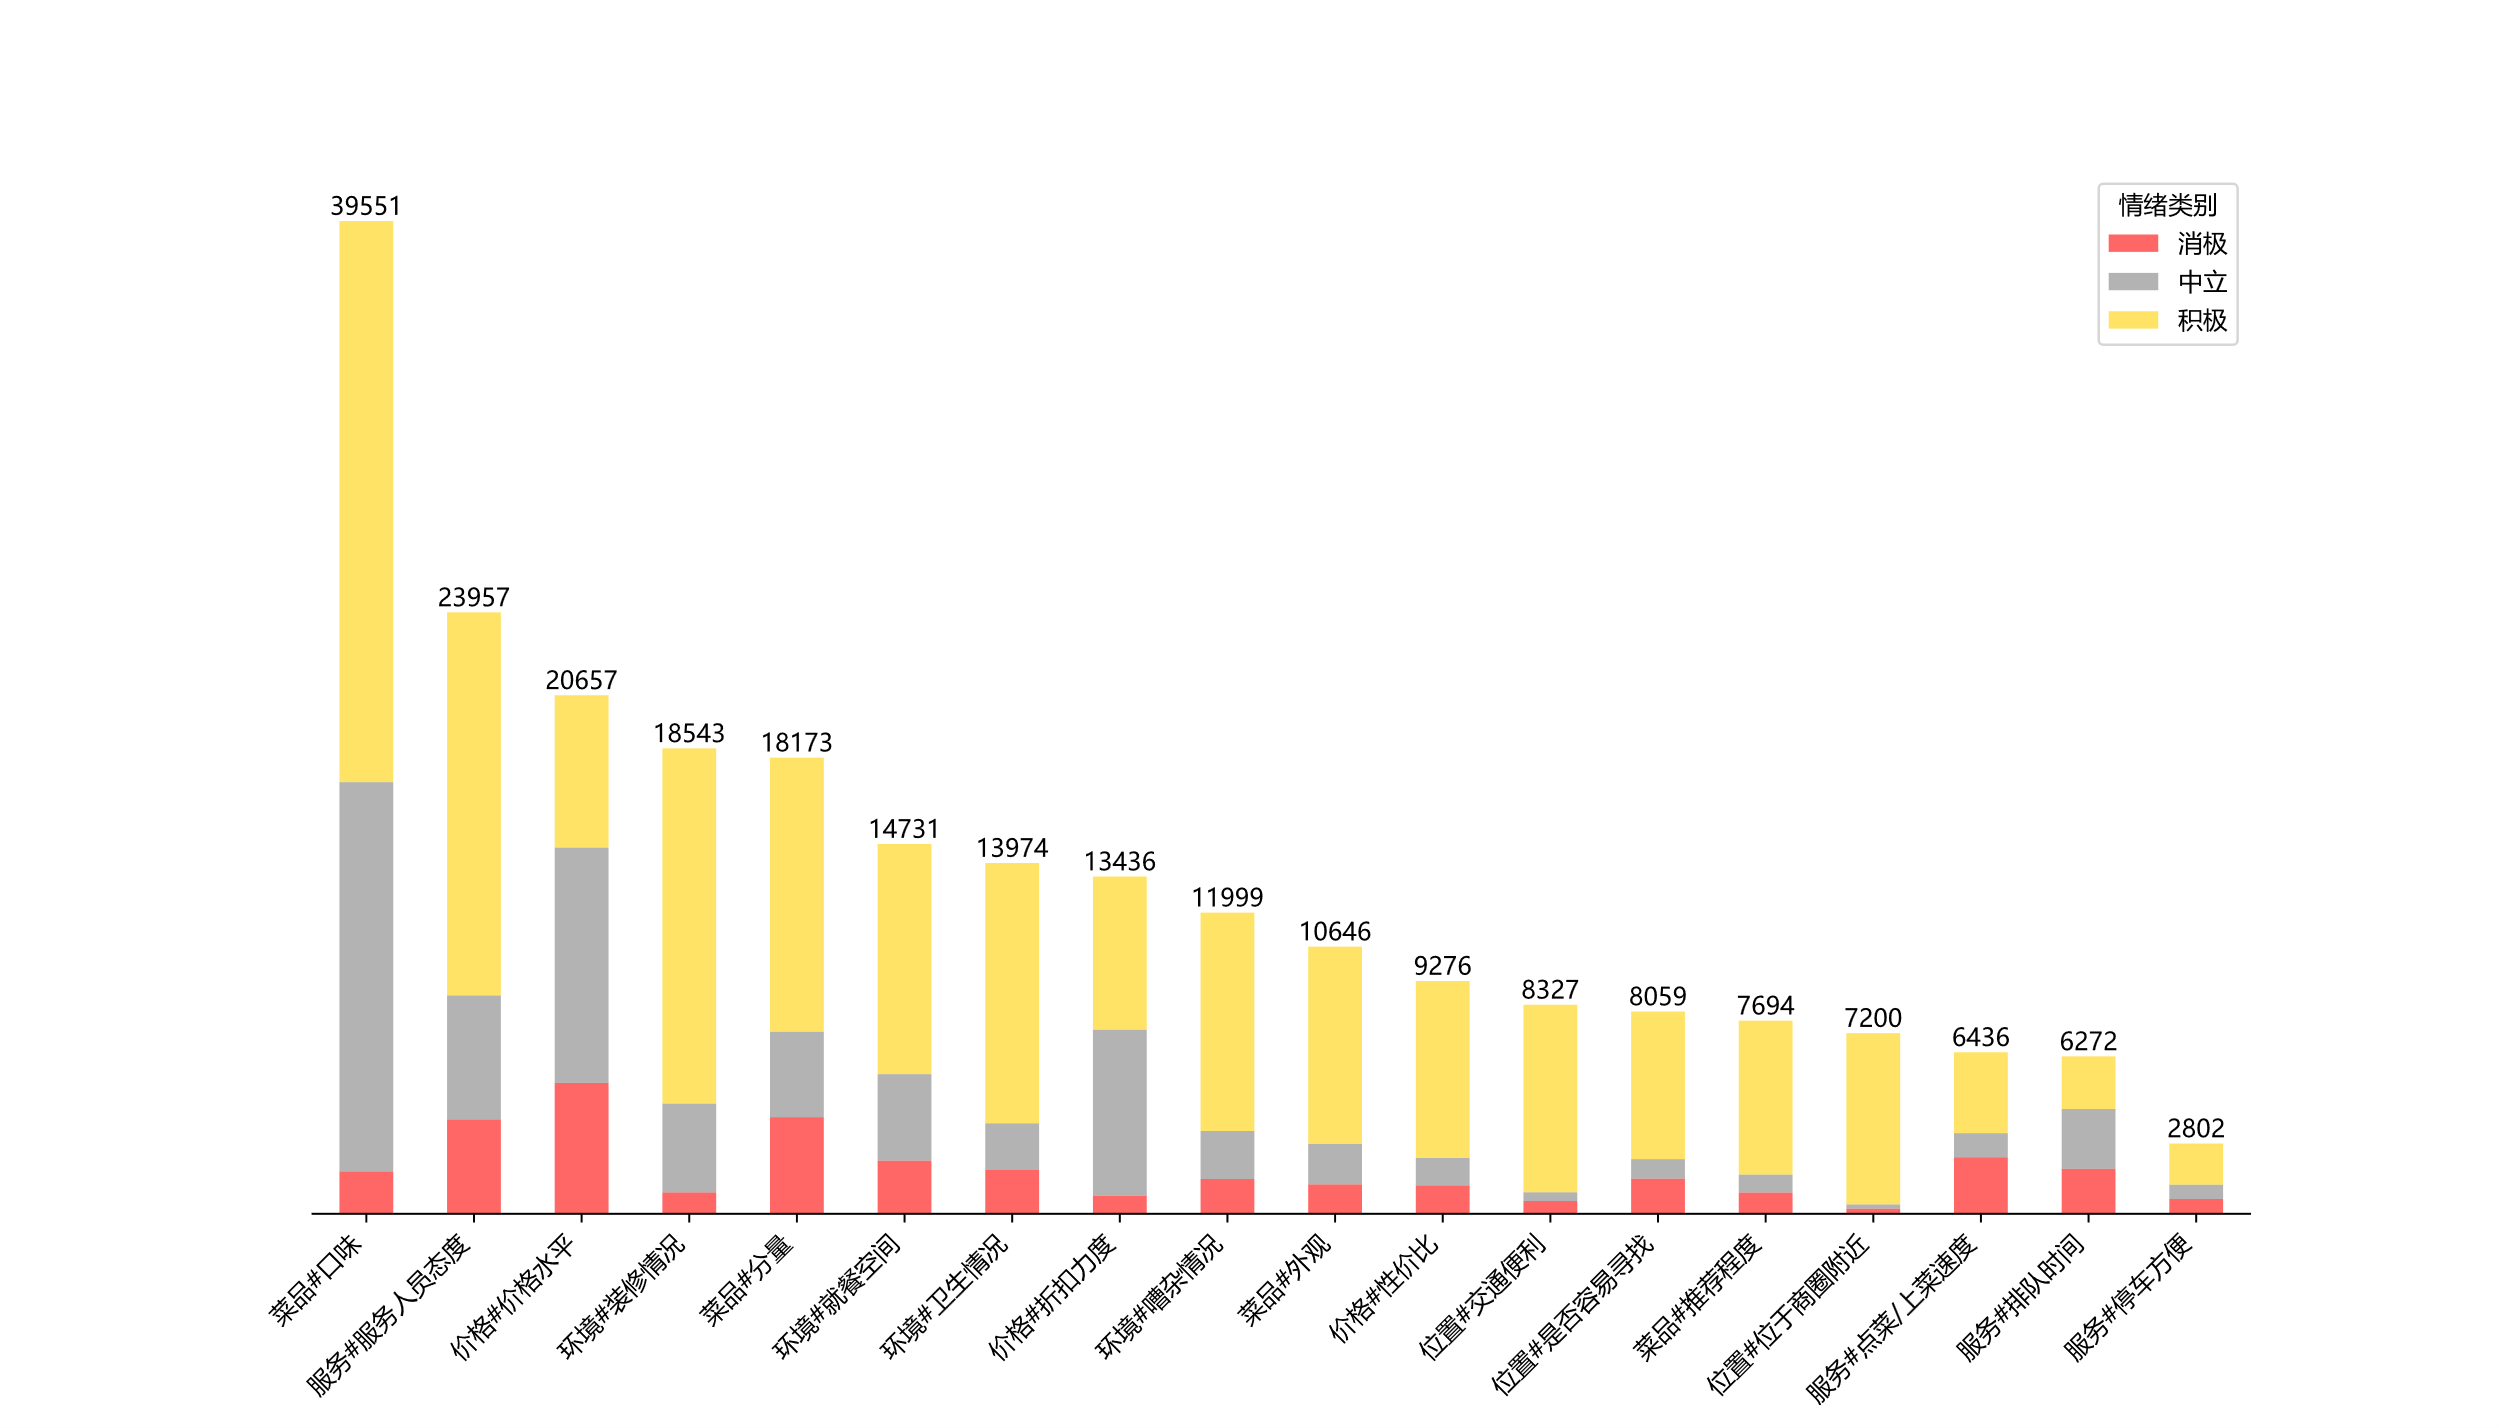 39551
23957
20657
18543
18173
14731
13974
13436
11999
10646
9276
8327
8059
7694
7200
6436
6272
2802
情绪类别
消极
中立
积极
菜品#口味
服务#服务人员态度
价格#价格水平
环境#装修情况
菜品#分量
环境#就餐空间
环境#卫生情况
价格#折扣力度
环境#嘈杂情况
菜品#外观
价格#性价比
位置#交通便利
位置#是否容易寻找
菜品#推荐程度
位置#位于商圈附近
服务#点菜/上菜速度
服务#排队时间
服务#停车方便